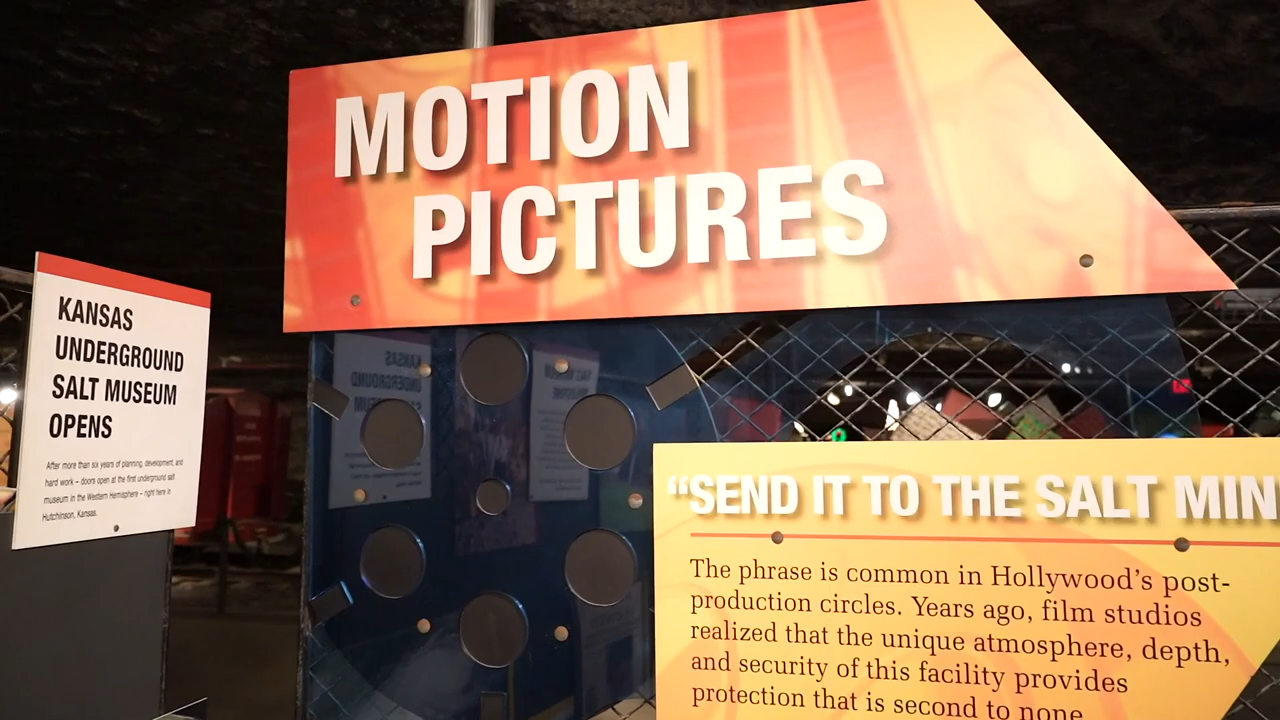 MOTION
PICTURES
KANSAS
UNDERGROUND
SALT MUSEUM
OPENS
After more than six years of planning, development, and
hard work – doors open at the first underground salt
museum in the Western Hemisphere – right here in
Hutchinson, Kansas.
“SEND IT TO THE SALT MIN
The phrase is common in Hollywood’s post-
production circles. Years ago, film studios
realized that the unique atmosphere, depth,
and security of this facility provides
protection that is second to none